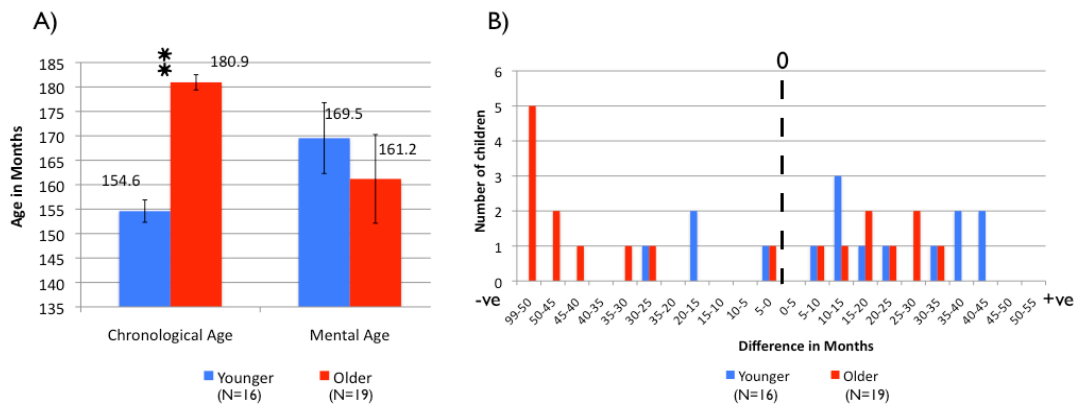 A)
185
180
175
170
165
160
155
150
145
140
135
Age in Months
**
154.6
180.9
169.5
161.2
Chronological Age
Mental Age
Younger
(N=16)
Older
(N=19)
B)
0
6
5
4
3
2
1
0
Number of children
-ve
99-50
50-45
45-40
40-35
35-30
30-25
35-20
20-15
15-10
10-5
5-0
0-5
5-10
10-15
15-20
20-25
25-30
30-35
35-40
40-45
45-50
50-55
+ve
Difference in Months
Younger
(N=16)
Older
(N=19)